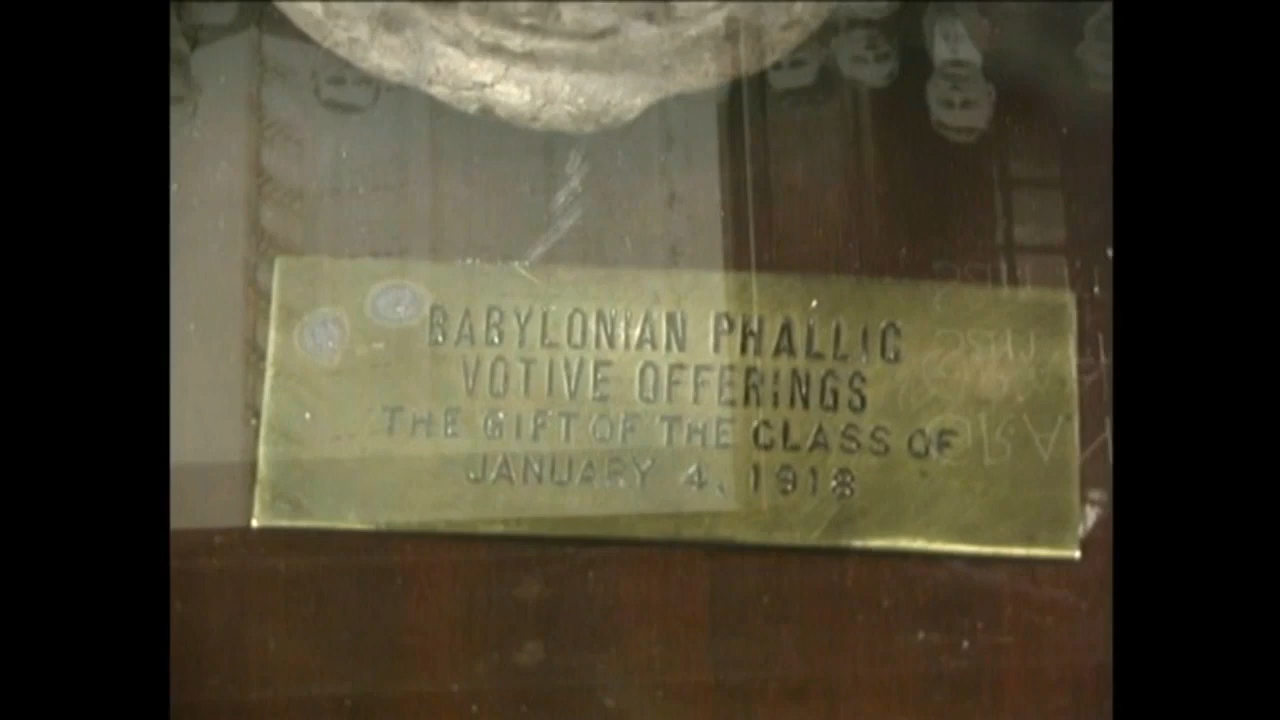 BABYLONIAN PHALLIC
VOTIVE OFFERINGS
THE GIFT OF THE CLASS OF
JANUARY 4, 1918